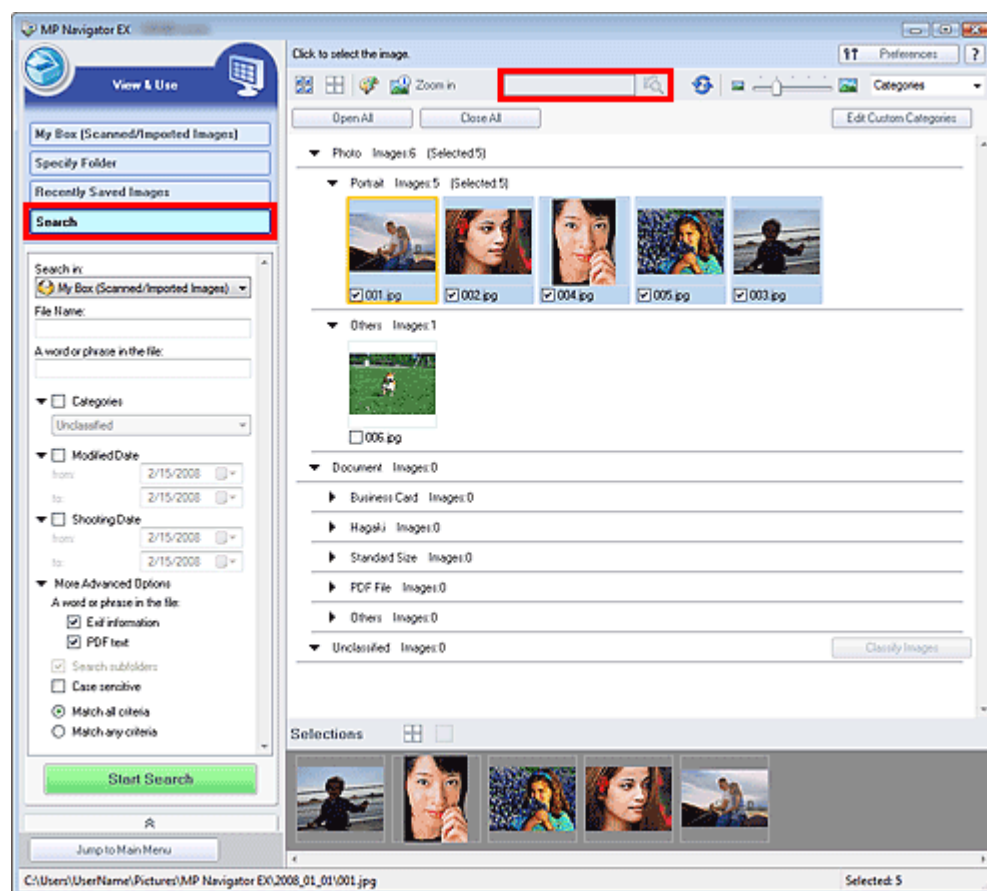 MP Navigator EX
Click to select the image.
Preferences
?
View & Use
Zoom in
Categories
Open All
Close All
Edit Custom Categories
My Box (Scanned/Imported Images)
Specify Folder
Recently Saved Images
Search
Photo Images:6 (Selected:5)
Portrait Images:5 (Selected:5)
001.jpg
002.jpg
004.jpg
005.jpg
003.jpg
Others Images:1
006.jpg
Document Images:0
Business Card Images:0
Hagaki Images:0
Standard Size Images:0
PDF File Images:0
Others Images:0
Unclassified Images:0
Classify Images
Search in:
My Box (Scanned/Imported Images)
File Name:
A word or phrase in the file:
Categories
Unclassified
Modified Date
from: 2/15/2008
to: 2/15/2008
Shooting Date
from: 2/15/2008
to: 2/15/2008
More Advanced Options
A word or phrase in the file:
Exif information
PDF text
Search subfolders
Case sensitive
Match all criteria
Match any criteria
Start Search
Jump to Main Menu
Selections
C:\Users\UserName\Pictures\MP Navigator EX\2008_01_01\001.jpg
Selected: 5